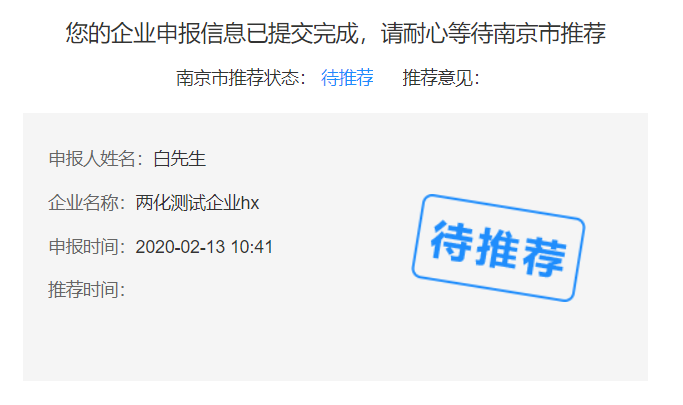 您的企业申报信息已提交完成，请耐心等待南京市推荐
南京市推荐状态： 待推荐 推荐意见：
申报人姓名：白先生
企业名称：两化测试企业hx
待推荐
申报时间：2020-02-13 10:41
推荐时间：